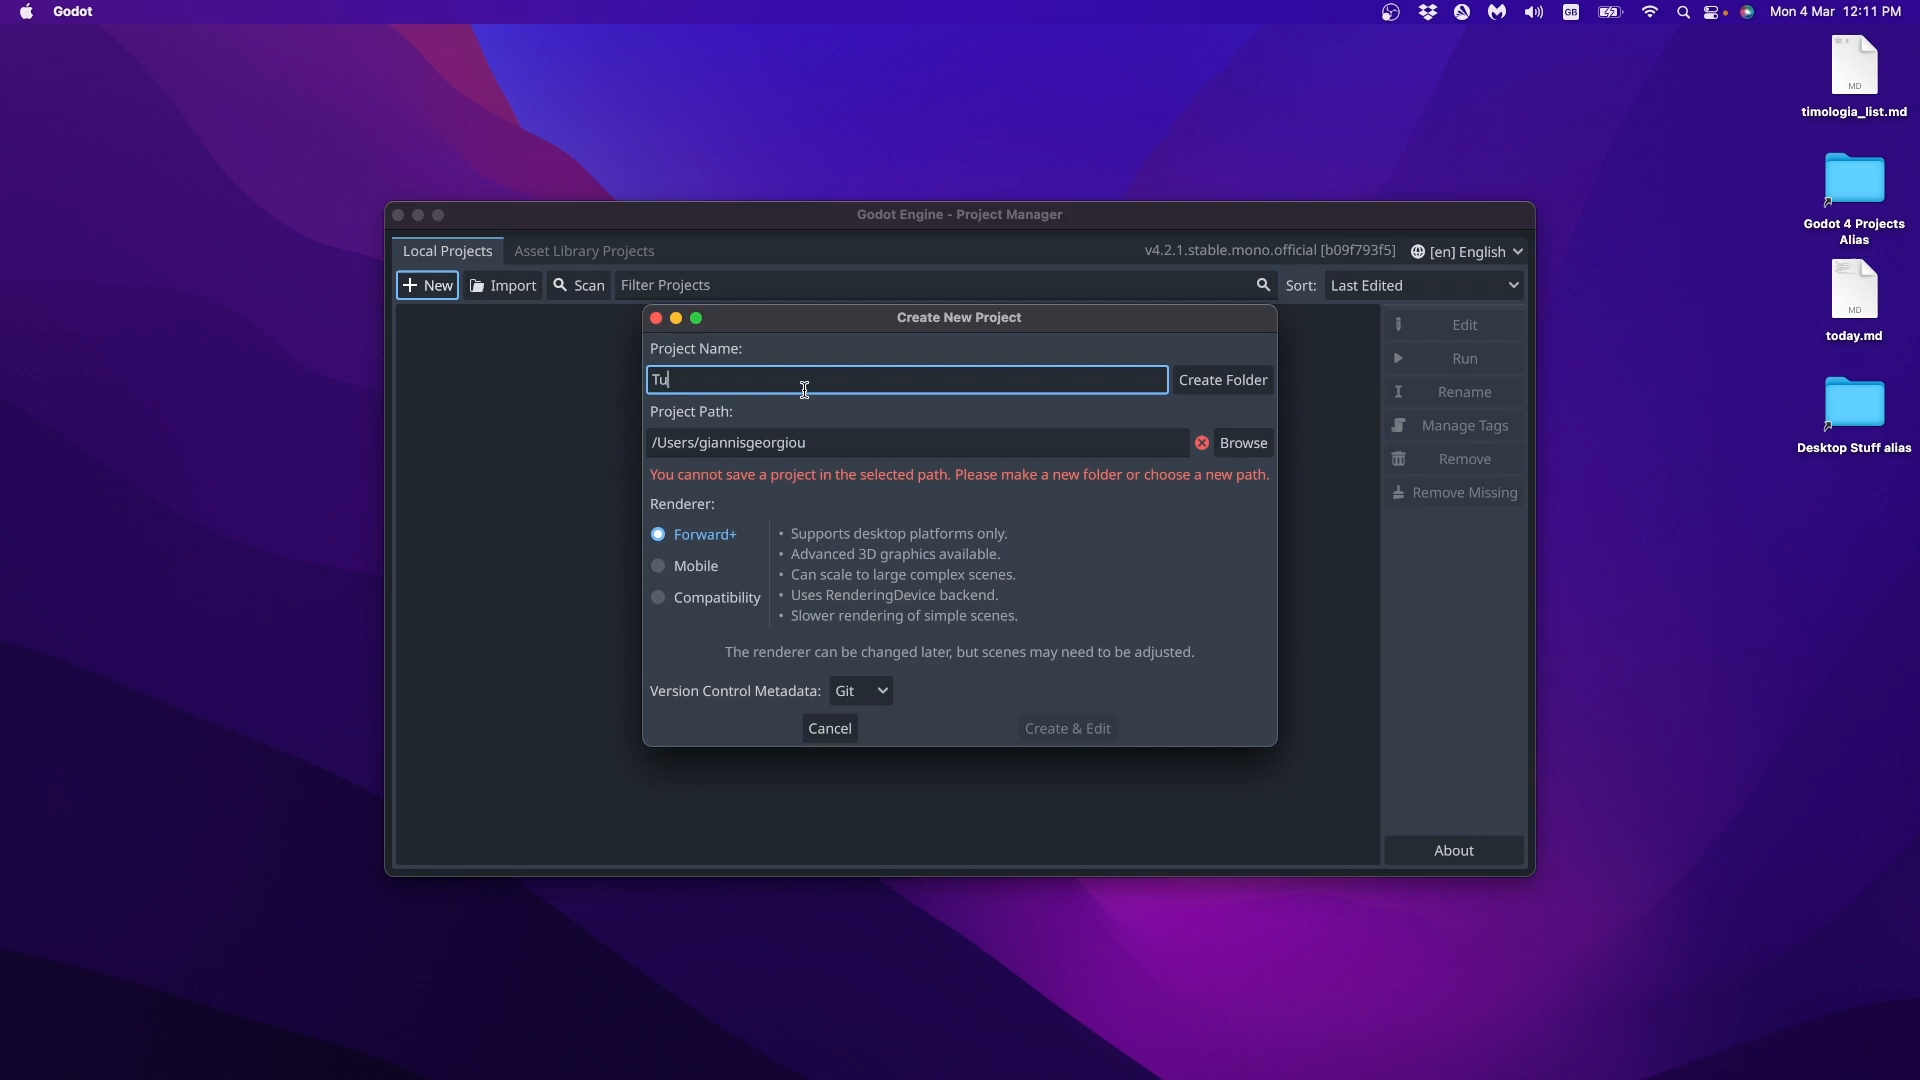 Godot
GB
Mon 4 Mar 12:11 PM
MD
timologia_list.md
Godot 4 Projects
Alias
MD
today.md
Desktop Stuff alias
Godot Engine - Project Manager
Local Projects Asset Library Projects v4.2.1.stable.mono.official [b09f793f5] [en] English
+ New Import Scan Filter Projects Sort: Last Edited
Create New Project
Project Name:
Tu Create Folder
Project Path:
/Users/giannisgeorgiou Browse
You cannot save a project in the selected path. Please make a new folder or choose a new path.
Renderer:
Forward+
Mobile
Compatibility
• Supports desktop platforms only.
• Advanced 3D graphics available.
• Can scale to large complex scenes.
• Uses RenderingDevice backend.
• Slower rendering of simple scenes.
The renderer can be changed later, but scenes may need to be adjusted.
Version Control Metadata: Git
Cancel Create & Edit
Edit
Run
Rename
Manage Tags
Remove
Remove Missing
About